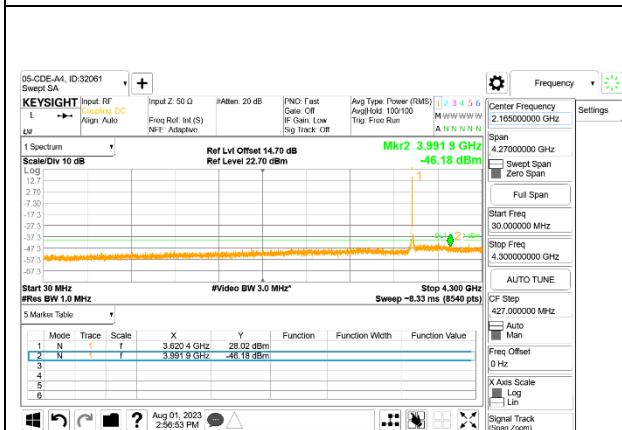 05-CDE-A4, ID:32061
Swept SA
Frequency
Settings
KEYSIGHT
Input: RF
Coupling: DC
Align: Auto
Input Z: 50 Ω
Freq Ref: Int (S)
NFE: Adaptive
#Atten: 20 dB
PNO: Fast
Gate: Off
IF Gain: Low
Sig Track: Off
Avg Type: Power (RMS)
Avg|Hold: 100/100
Trig: Free Run
1 2 3 4 5 6
M W W W W W
A N N N N N
L
1 Spectrum
Scale/Div 10 dB
Log
Ref Lvl Offset 14.70 dB
Ref Level 22.70 dBm
Mkr2 3.991 9 GHz
-46.18 dBm
12.7
2.70
-7.30
-17.3
-27.3
-37.3
-47.3
-57.3
-67.3
1
2
Start 30 MHz
#Res BW 1.0 MHz
#Video BW 3.0 MHz*
Stop 4.300 GHz
Sweep ~8.33 ms (8540 pts)
5 Marker Table
Mode Trace Scale X Y Function Function Width Function Value
1 N 1 f 3.620 4 GHz 28.02 dBm
2 N 1 f 3.991 9 GHz -46.18 dBm
3
4
5
6
Aug 01, 2023
2:56:53 PM
Center Frequency
2.165000000 GHz
Span
4.27000000 GHz
Swept Span
Zero Span
Full Span
Start Freq
30.000000 MHz
Stop Freq
4.300000000 GHz
AUTO TUNE
CF Step
427.000000 MHz
Auto
Man
Freq Offset
0 Hz
X Axis Scale
Log
Lin
Signal Track
(Span Zoom)